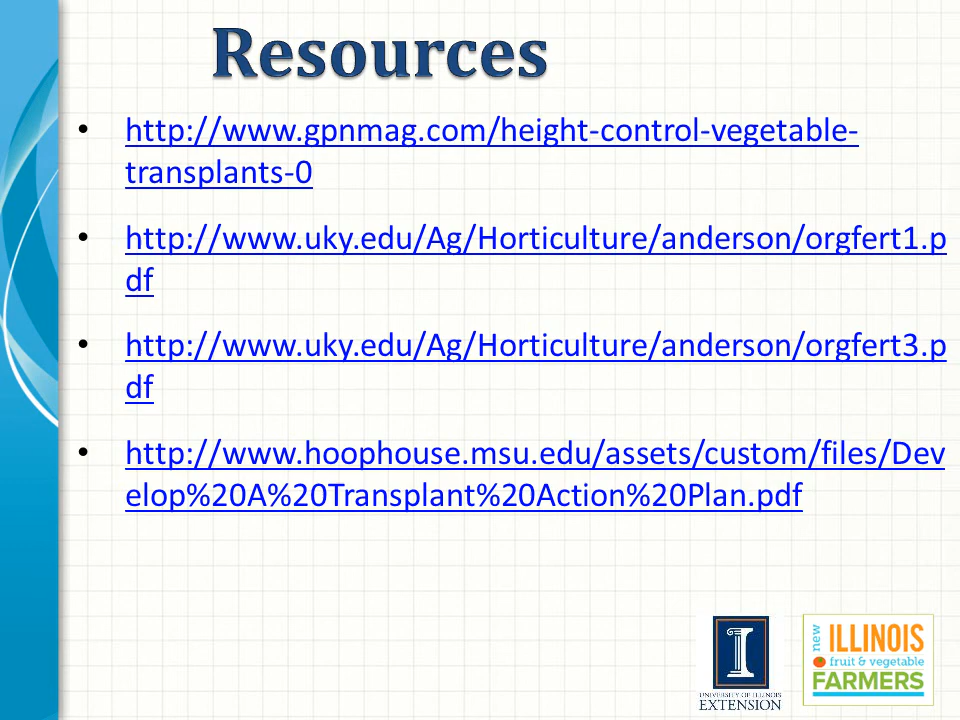 Resources
• http://www.gpnmag.com/height-control-vegetable-
transplants-0
• http://www.uky.edu/Ag/Horticulture/anderson/orgfert1.p
df
• http://www.uky.edu/Ag/Horticulture/anderson/orgfert3.p
df
• http://www.hoophouse.msu.edu/assets/custom/files/Dev
elop%20A%20Transplant%20Action%20Plan.pdf
I
UNIVERSITY OF ILLINOIS
EXTENSION
new
ILLINOIS
fruit & vegetable
FARMERS